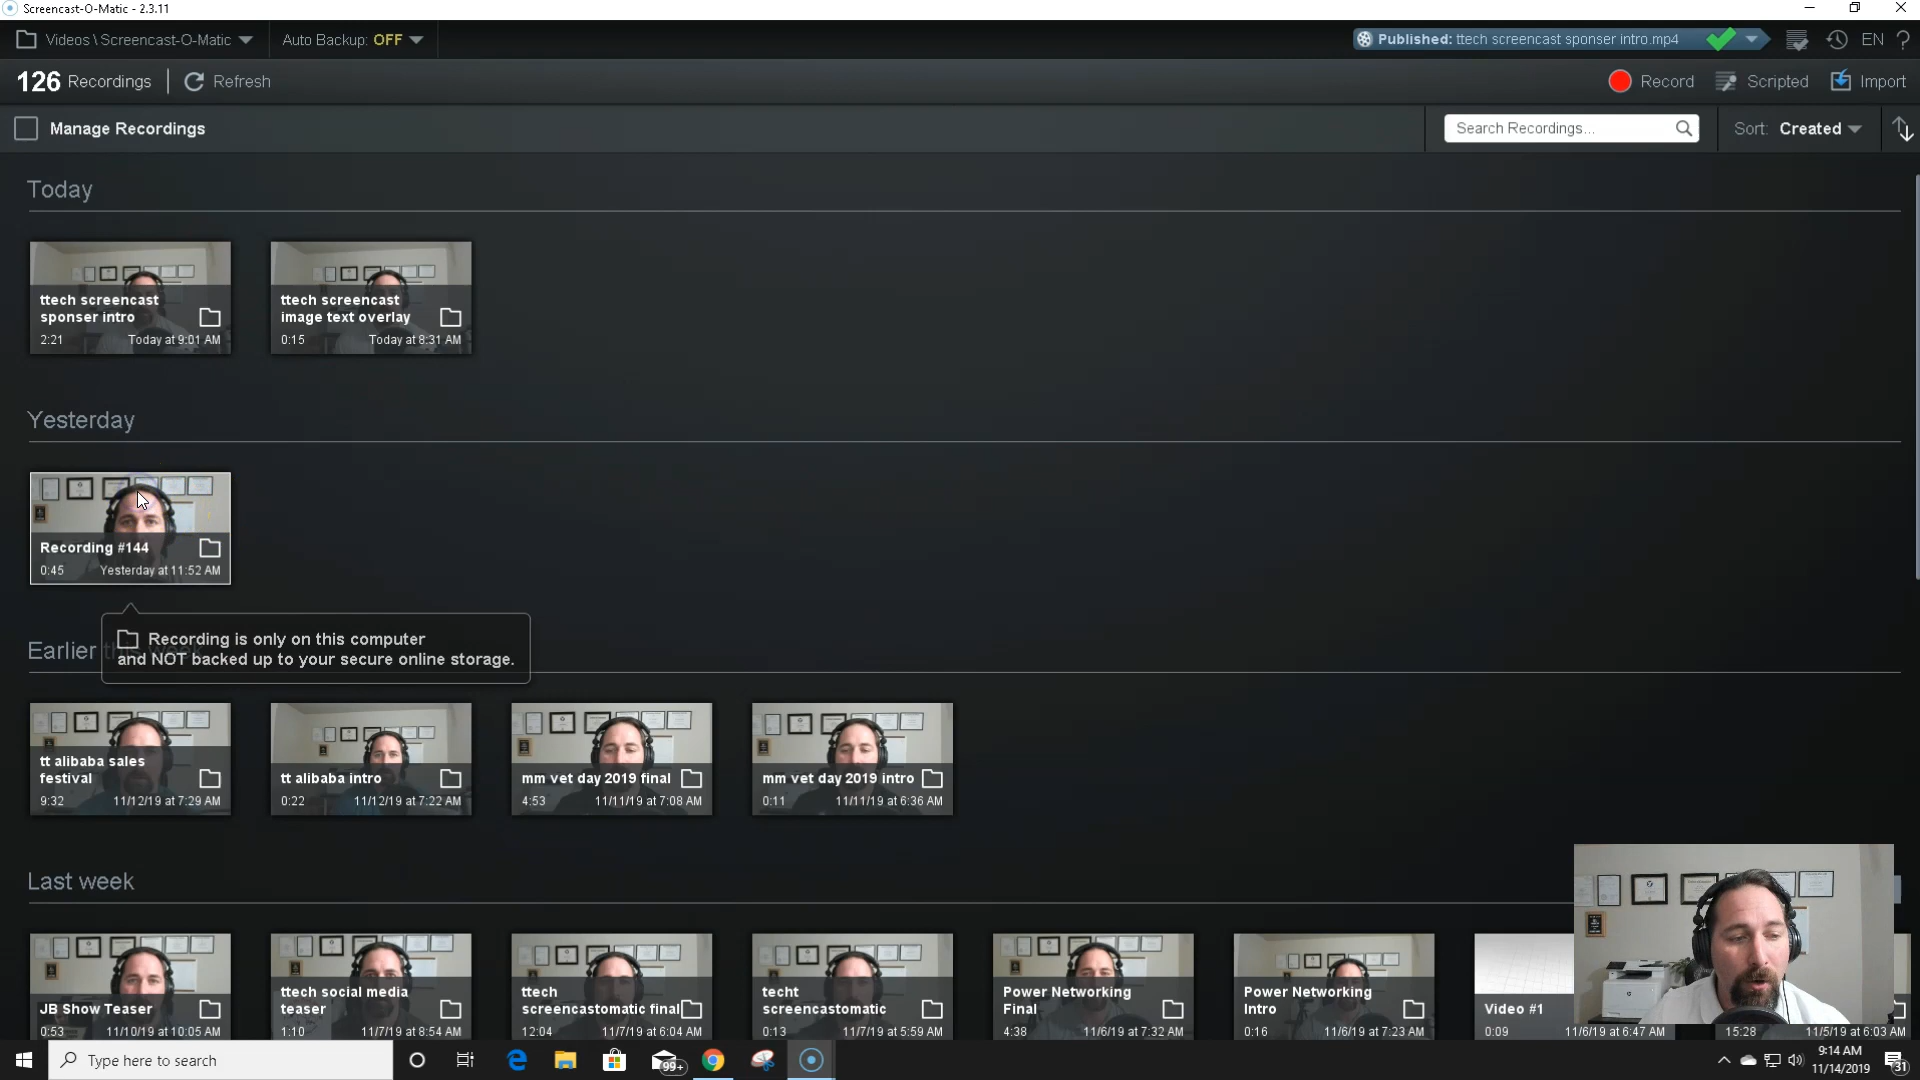 Screencast-O-Matic - 2.3.11
Videos \ Screencast-O-Matic
Auto Backup: OFF
Published: ttech screencast sponser intro.mp4
EN
?
126 Recordings
Refresh
Record
Scripted
Import
Manage Recordings
Search Recordings...
Sort: Created
Today
ttech screencast
sponser intro
2:21 Today at 9:01 AM
ttech screencast
image text overlay
0:15 Today at 8:31 AM
Yesterday
Recording #144
0:45 Yesterday at 11:52 AM
Recording is only on this computer
and NOT backed up to your secure online storage.
Earlier this week
tt alibaba sales
festival
9:32 11/12/19 at 7:29 AM
tt alibaba intro
0:22 11/12/19 at 7:22 AM
mm vet day 2019 final
4:53 11/11/19 at 7:08 AM
mm vet day 2019 intro
0:11 11/11/19 at 6:36 AM
Last week
JB Show Teaser
0:53 11/10/19 at 10:05 AM
ttech social media
teaser
1:10 11/7/19 at 8:54 AM
ttech
screencastomatic final
12:04 11/7/19 at 6:04 AM
techt
screencastomatic
0:13 11/7/19 at 5:59 AM
Power Networking
Final
4:38 11/6/19 at 7:32 AM
Power Networking
Intro
0:16 11/6/19 at 7:23 AM
Video #1
0:09 11/6/19 at 6:47 AM
15:28 11/5/19 at 6:03 AM
Type here to search
99+
9:14 AM
11/14/2019
31